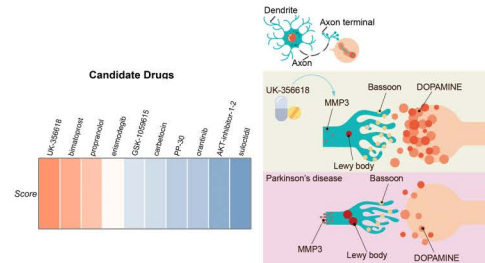 Dendrite
Axon terminal
Axon
Candidate Drugs
UK-356618
bimatoprost
propranolol
erismodegib
GSK-1059615
carbetocin
PP-30
orantinib
AKT-inhibitor-1-2
suloctidil
Score
UK-356618
Bassoon
DOPAMINE
MMP3
Lewy body
Parkinson's disease
Bassoon
MMP3
Lewy body
DOPAMINE